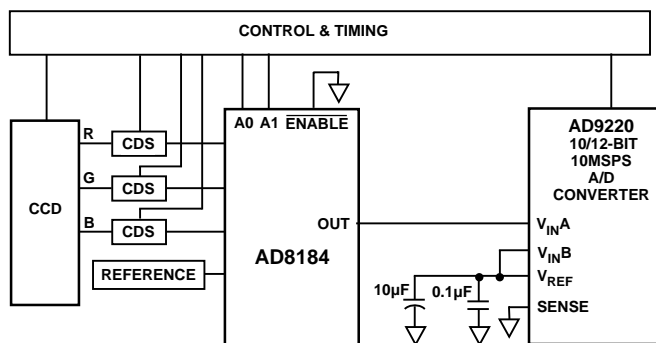 CONTROL & TIMING
R
G
B
CCD
CDS
CDS
CDS
REFERENCE
A0 A1 ENABLE
OUT
AD8184
10µF
0.1µF
AD9220
10/12-BIT
10MSPS
A/D
CONVERTER
VINA
VINB
VREF
SENSE